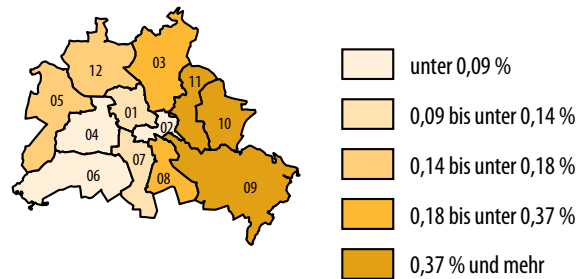 12
03
11
05
01
02
10
04
07
06
08
09
unter 0,09 %
0,09 bis unter 0,14 %
0,14 bis unter 0,18 %
0,18 bis unter 0,37 %
0,37 % und mehr